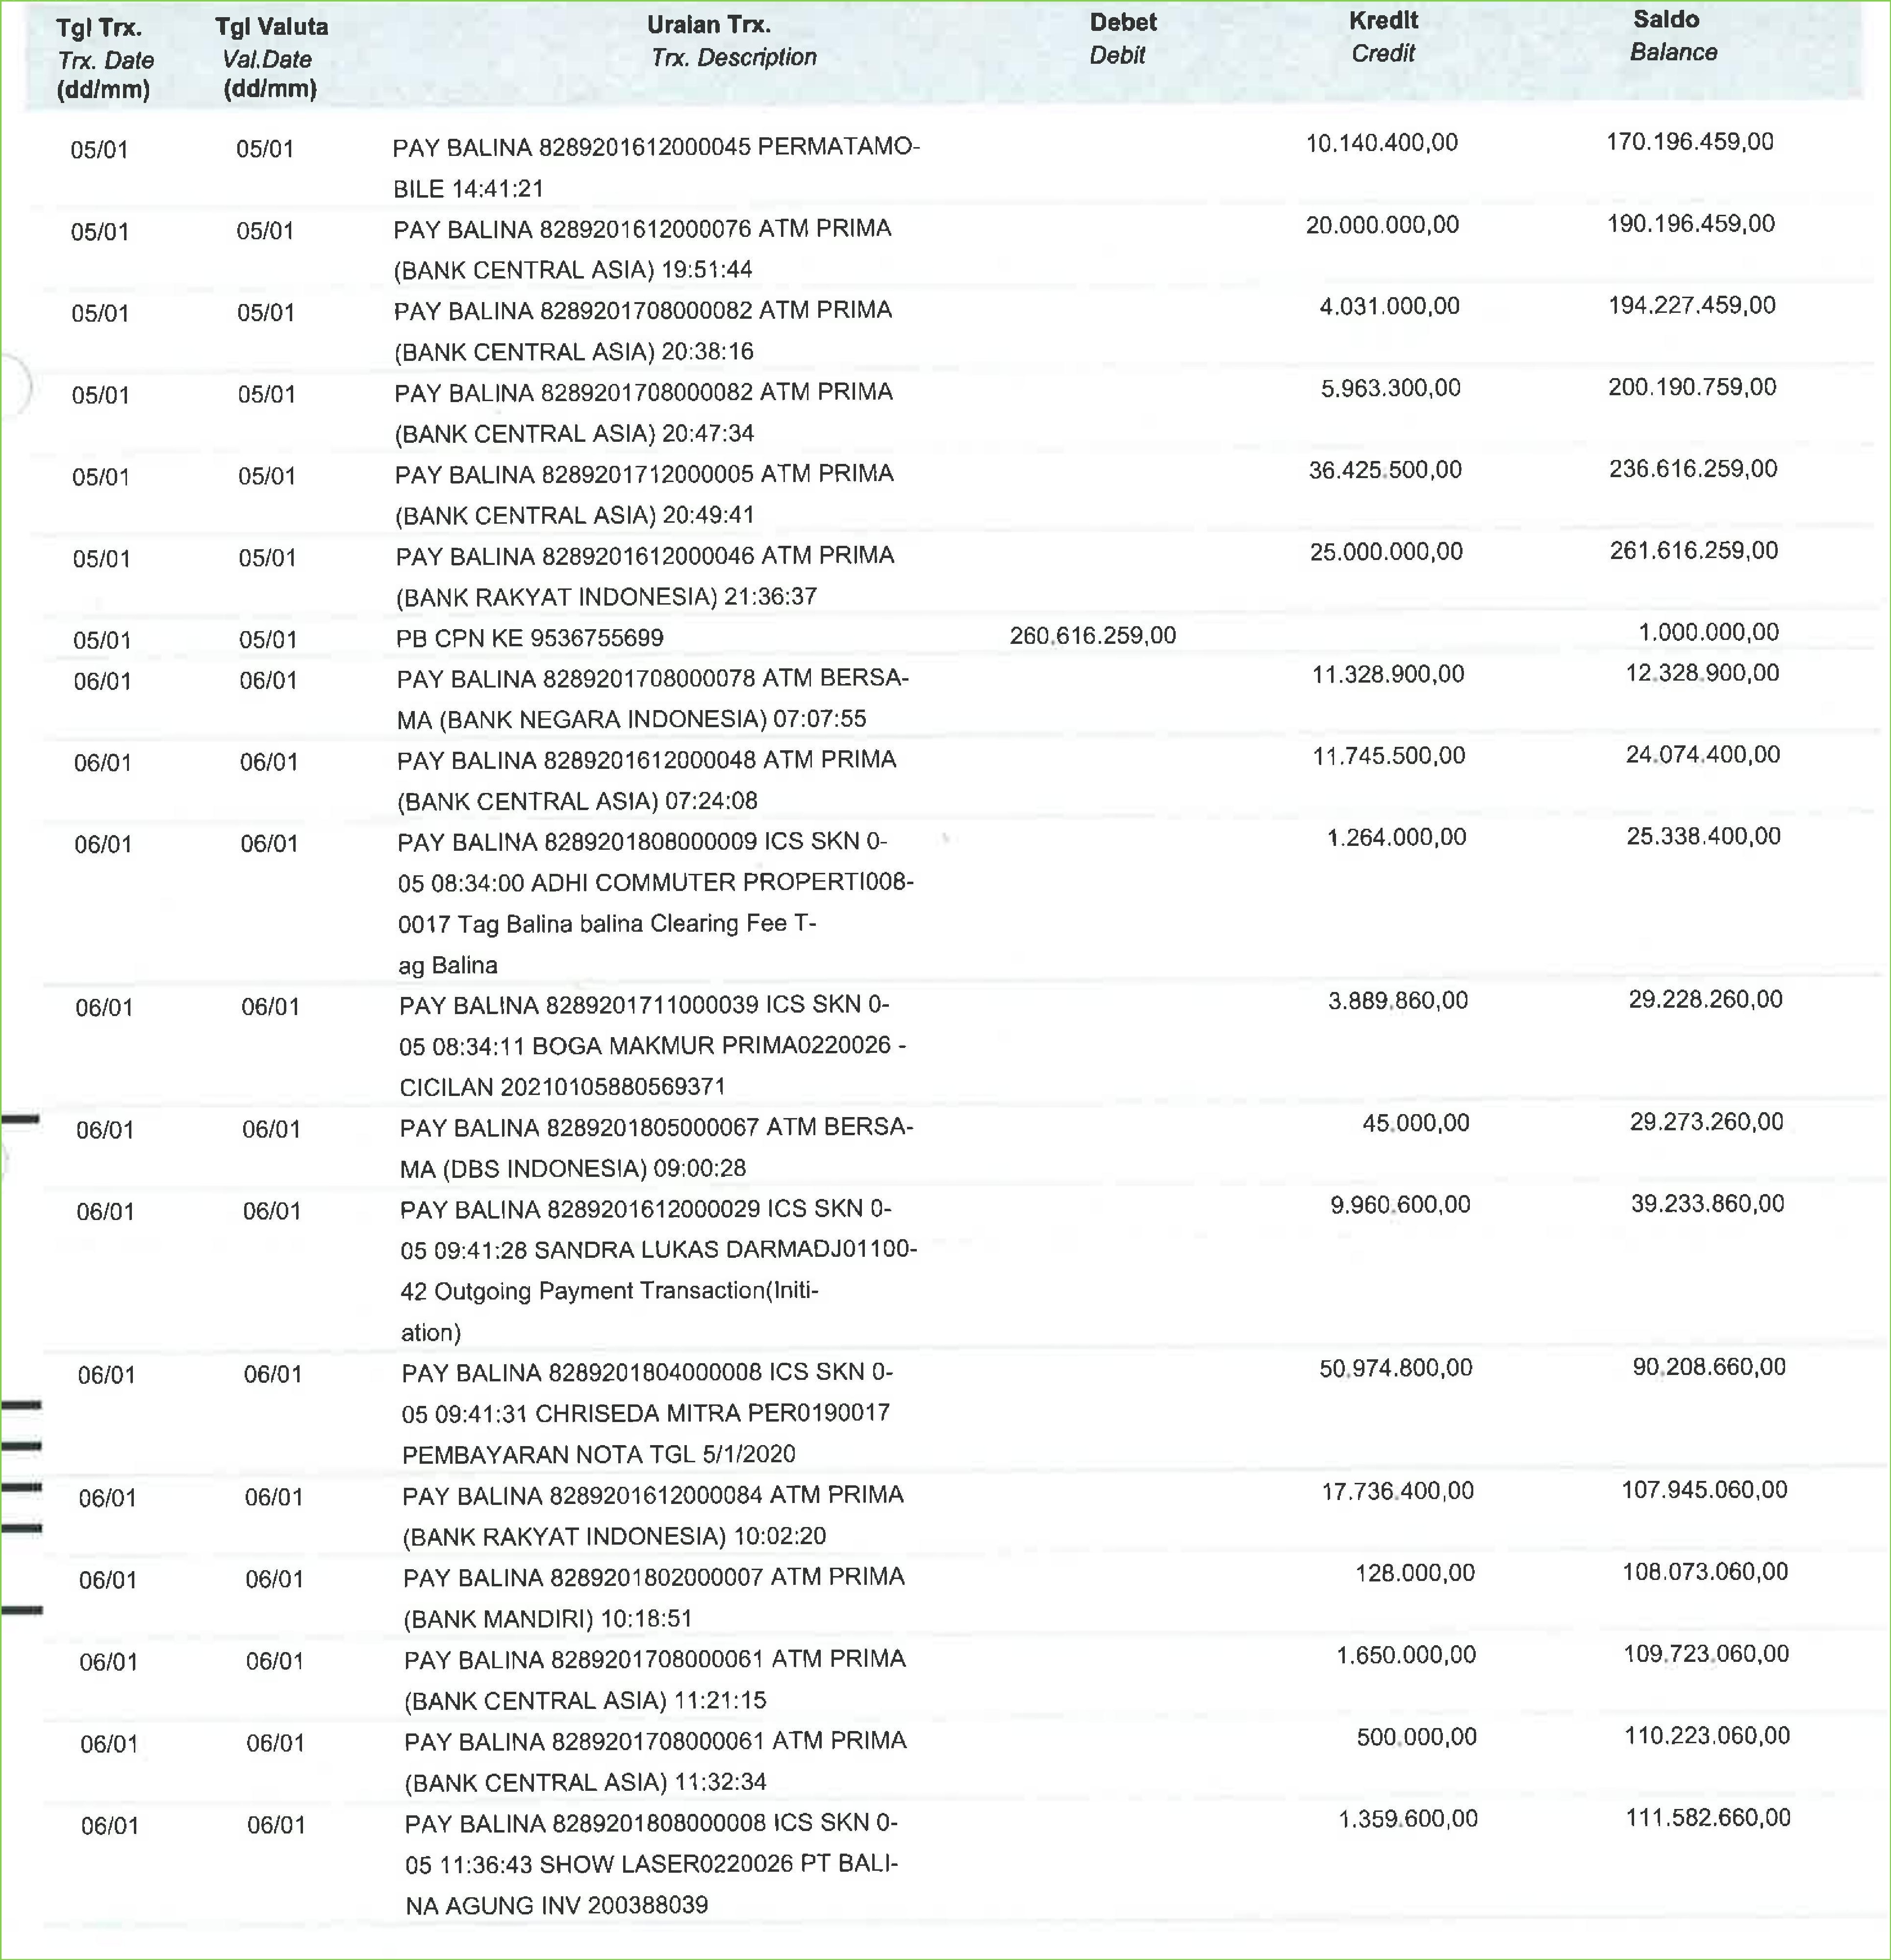 Tgl Trx. Tgl Valuta Uraian Trx. Debet Kredit Saldo
Trx. Date Val.Date Trx. Description Debit Credit Balance
(dd/mm) (dd/mm)
05/01 05/01 PAY BALINA 8289201612000045 PERMATAMO- 10.140.400,00 170.196.459,00
BILE 14:41:21
05/01 05/01 PAY BALINA 8289201612000076 ATM PRIMA 20.000.000,00 190.196.459,00
(BANK CENTRAL ASIA) 19:51:44
05/01 05/01 PAY BALINA 8289201708000082 ATM PRIMA 4.031.000,00 194.227.459,00
(BANK CENTRAL ASIA) 20:38:16
05/01 05/01 PAY BALINA 8289201708000082 ATM PRIMA 5.963.300,00 200.190.759,00
(BANK CENTRAL ASIA) 20:47:34
05/01 05/01 PAY BALINA 8289201712000005 ATM PRIMA 36.425.500,00 236.616.259,00
(BANK CENTRAL ASIA) 20:49:41
05/01 05/01 PAY BALINA 8289201612000046 ATM PRIMA 25.000.000,00 261.616.259,00
(BANK RAKYAT INDONESIA) 21:36:37
05/01 05/01 PB CPN KE 9536755699 260.616.259,00 1.000.000,00
06/01 06/01 PAY BALINA 8289201708000078 ATM BERSA- 11.328.900,00 12.328.900,00
MA (BANK NEGARA INDONESIA) 07:07:55
06/01 06/01 PAY BALINA 8289201612000048 ATM PRIMA 11.745.500,00 24.074.400,00
(BANK CENTRAL ASIA) 07:24:08
06/01 06/01 PAY BALINA 8289201808000009 ICS SKN 0- 1.264.000,00 25.338.400,00
05 08:34:00 ADHI COMMUTER PROPERTI008-
0017 Tag Balina balina Clearing Fee T-
ag Balina
06/01 06/01 PAY BALINA 8289201711000039 ICS SKN 0- 3.889.860,00 29.228.260,00
05 08:34:11 BOGA MAKMUR PRIMA0220026 -
CICILAN 20210105880569371
06/01 06/01 PAY BALINA 8289201805000067 ATM BERSA- 45.000,00 29.273.260,00
MA (DBS INDONESIA) 09:00:28
06/01 06/01 PAY BALINA 8289201612000029 ICS SKN 0- 9.960.600,00 39.233.860,00
05 09:41:28 SANDRA LUKAS DARMADJ01100-
42 Outgoing Payment Transaction(Initi-
ation)
06/01 06/01 PAY BALINA 8289201804000008 ICS SKN 0- 50.974.800,00 90.208.660,00
05 09:41:31 CHRISEDA MITRA PER0190017
PEMBAYARAN NOTA TGL 5/1/2020
06/01 06/01 PAY BALINA 8289201612000084 ATM PRIMA 17.736.400,00 107.945.060,00
(BANK RAKYAT INDONESIA) 10:02:20
06/01 06/01 PAY BALINA 8289201802000007 ATM PRIMA 128.000,00 108.073.060,00
(BANK MANDIRI) 10:18:51
06/01 06/01 PAY BALINA 8289201708000061 ATM PRIMA 1.650.000,00 109.723.060,00
(BANK CENTRAL ASIA) 11:21:15
06/01 06/01 PAY BALINA 8289201708000061 ATM PRIMA 500.000,00 110.223.060,00
(BANK CENTRAL ASIA) 11:32:34
06/01 06/01 PAY BALINA 8289201808000008 ICS SKN 0- 1.359.600,00 111.582.660,00
05 11:36:43 SHOW LASER0220026 PT BALI-
NA AGUNG INV 200388039